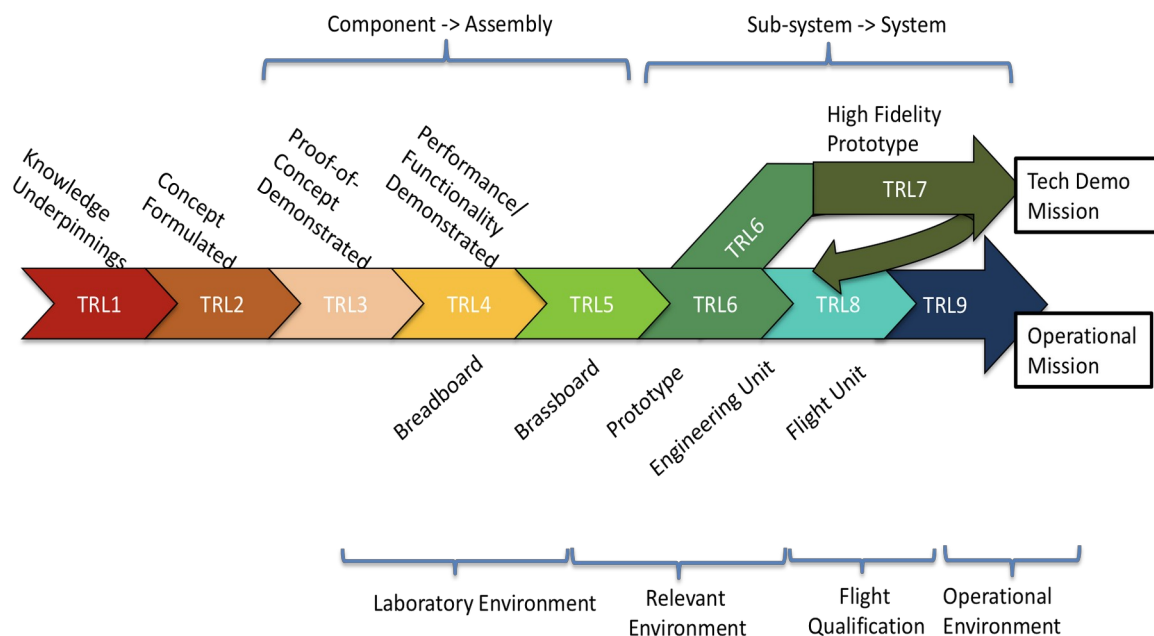 Component -> Assembly
Sub-system -> System
Knowledge
Underpinnings
Concept
Formulated
Proof-of-
Concept
Demonstrated
Performance/
Functionality
Demonstrated
High Fidelity
Prototype
TRL6
TRL7
Tech Demo
Mission
TRL1
TRL2
TRL3
TRL4
TRL5
TRL6
TRL8
TRL9
Operational
Mission
Breadboard
Brassboard
Prototype
Engineering Unit
Flight Unit
Laboratory Environment
Relevant
Environment
Flight
Qualification
Operational
Environment